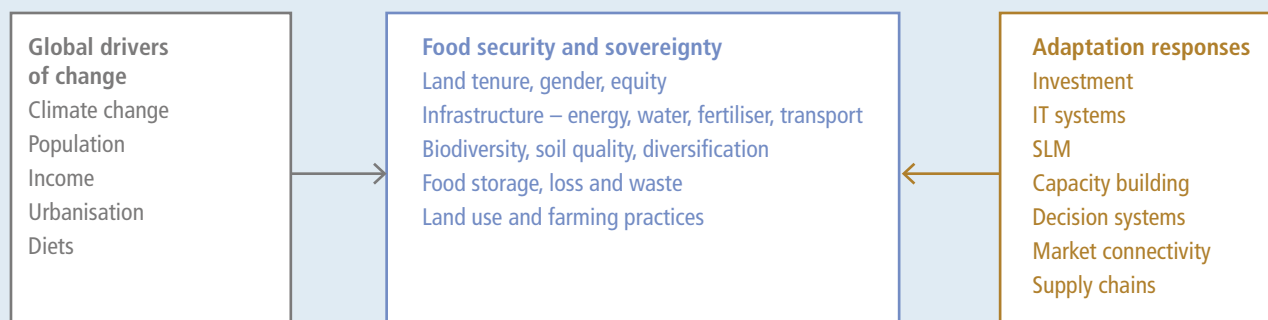 Global drivers
of change
Climate change
Population
Income
Urbanisation
Diets
Food security and sovereignty
Land tenure, gender, equity
Infrastructure – energy, water, fertiliser, transport
Biodiversity, soil quality, diversification
Food storage, loss and waste
Land use and farming practices
Adaptation responses
Investment
IT systems
SLM
Capacity building
Decision systems
Market connectivity
Supply chains